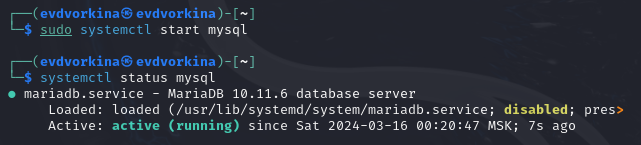 ┌──(evdvorkina㉿evdvorkina)-[~]
└─$ sudo systemctl start mysql
┌──(evdvorkina㉿evdvorkina)-[~]
└─$ systemctl status mysql
● mariadb.service - MariaDB 10.11.6 database server
Loaded: loaded (/usr/lib/systemd/system/mariadb.service; disabled; pres>
Active: active (running) since Sat 2024-03-16 00:20:47 MSK; 7s ago